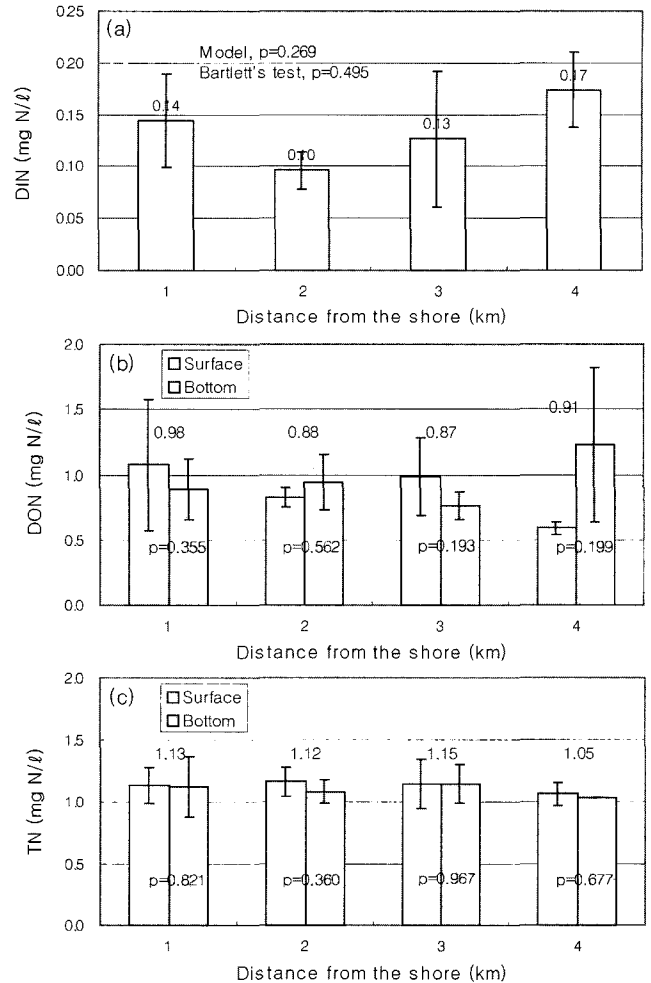 (a)
Model, p=0.269
Bartlett's test, p=0.495
DIN (mg N/ℓ)
0.25
0.20
0.15
0.10
0.05
0.00
0.14
0.10
0.13
0.17
1 2 3 4
Distance from the shore (km)
(b)
Surface
Bottom
DON (mg N/ℓ)
2.0
1.5
1.0
0.5
0.0
0.98 0.88 0.87 0.91
p=0.355 p=0.562 p=0.193 p=0.199
1 2 3 4
Distance from the shore (km)
(c)
Surface
Bottom
TN (mg N/ℓ)
2.0
1.5
1.0
0.5
0.0
1.13 1.12 1.15 1.05
p=0.821 p=0.360 p=0.967 p=0.677
1 2 3 4
Distance from the shore (km)